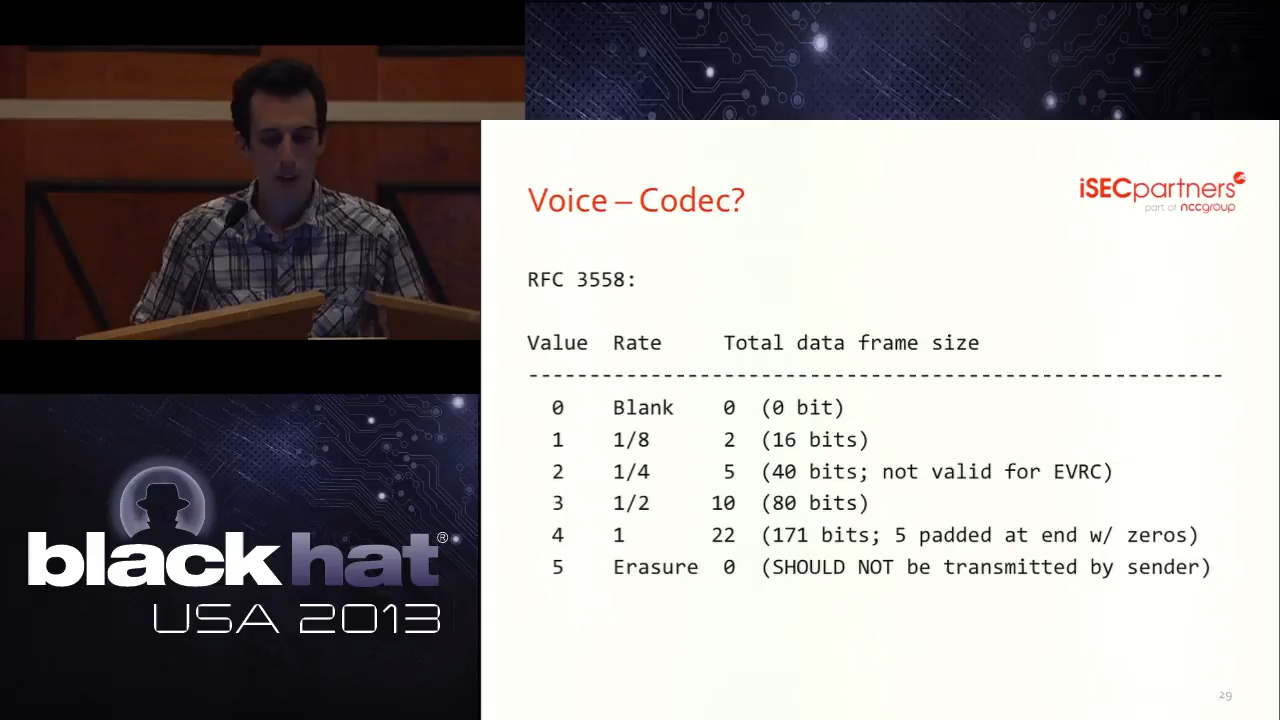 Voice – Codec?
iSECpartners
part of nccgroup
RFC 3558:
Value Rate Total data frame size
---------------------------------------------------------
0 Blank 0 (0 bit)
1 1/8 2 (16 bits)
2 1/4 5 (40 bits; not valid for EVRC)
3 1/2 10 (80 bits)
4 1 22 (171 bits; 5 padded at end w/ zeros)
5 Erasure 0 (SHOULD NOT be transmitted by sender)
29
blackhat®
USA 2013